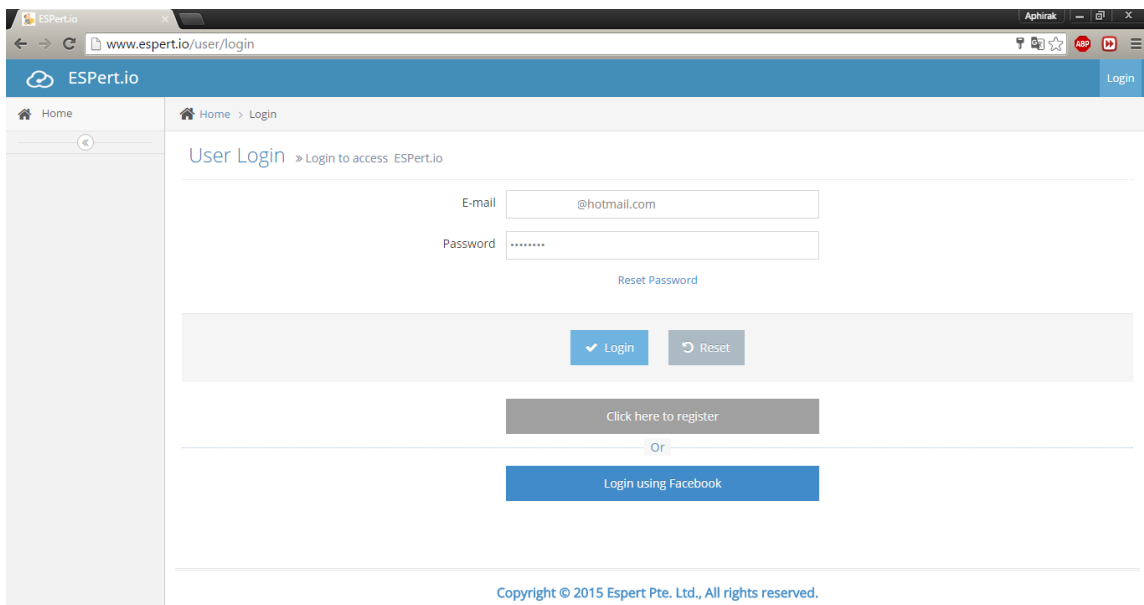 ESPert.io
Aphirak
www.espert.io/user/login
ABP
ESPert.io
Login
Home
Home > Login
User Login » Login to access ESPert.io
E-mail @hotmail.com
Password ••••••••
Reset Password
Login Reset
Click here to register
Or
Login using Facebook
Copyright © 2015 Espert Pte. Ltd., All rights reserved.